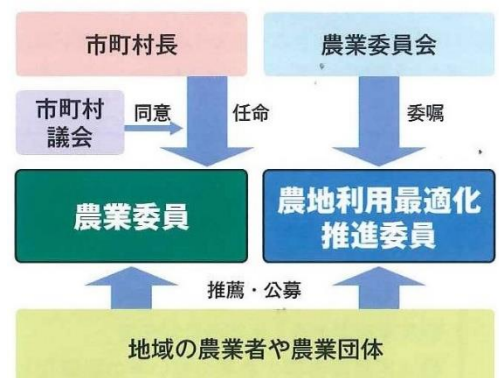 市町村長
農業委員会
市町村
議会
同意
任命
委嘱
農業委員
農地利用最適化
推進委員
推薦・公募
地域の農業者や農業団体